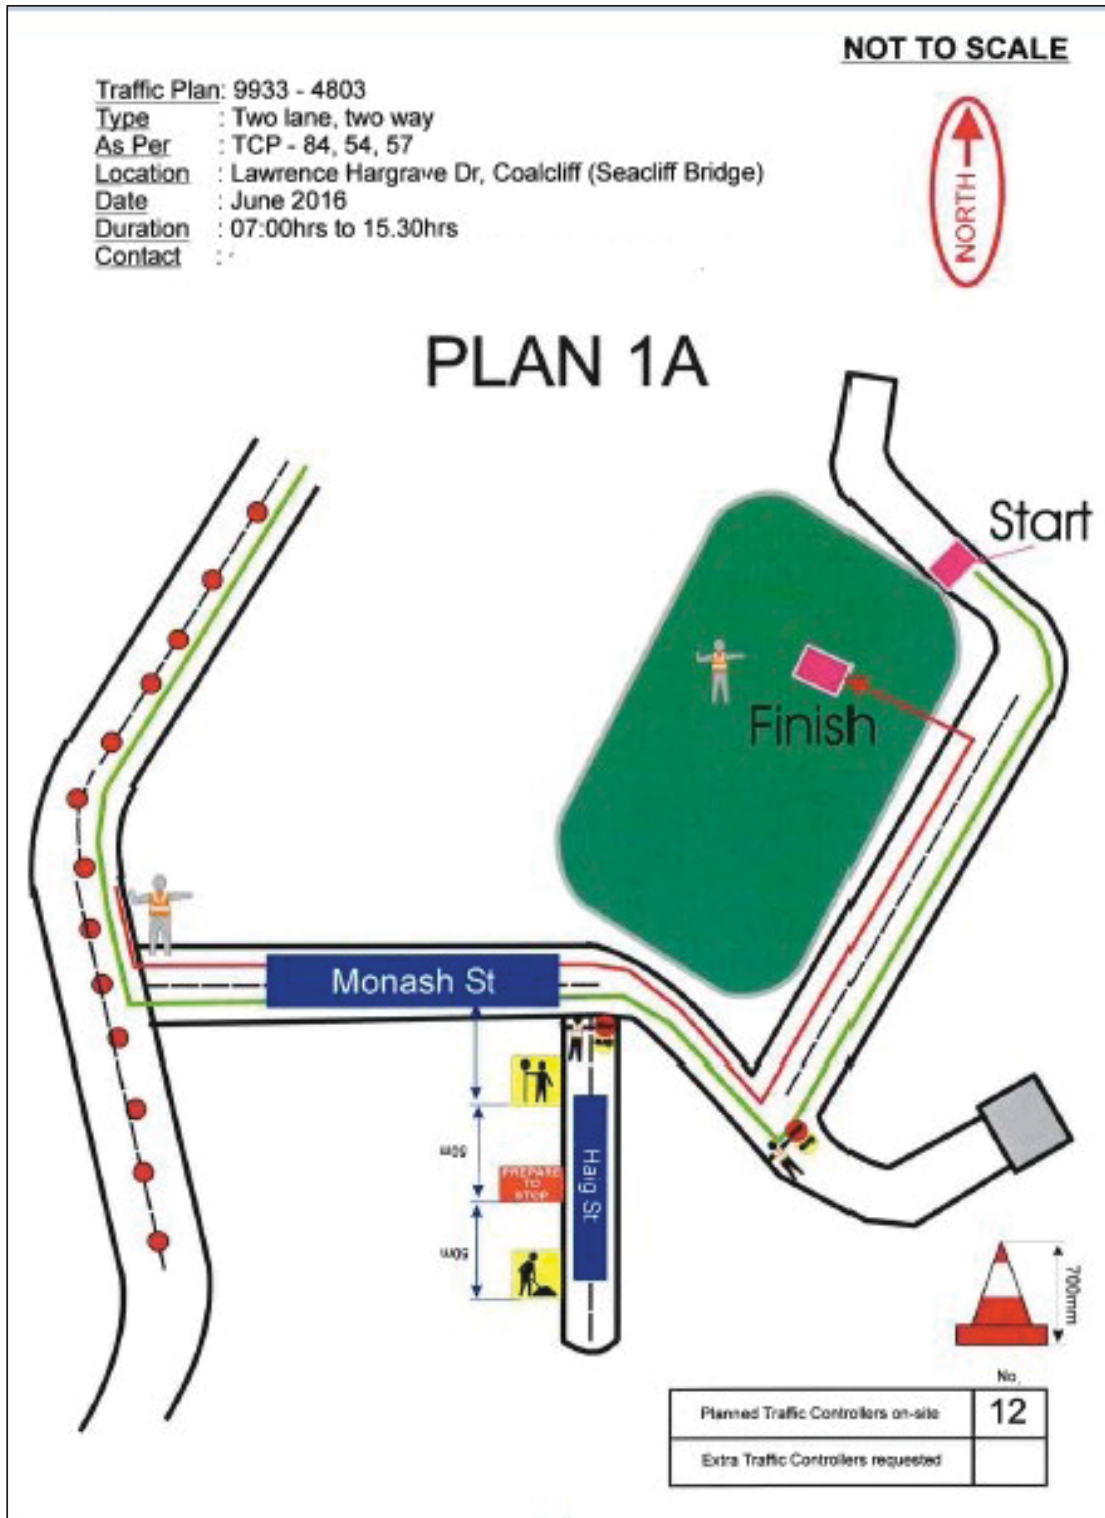 NOT TO SCALE
Traffic Plan: 9933 - 4803
Type : Two lane, two way
As Per : TCP - 84, 54, 57
Location : Lawrence Hargrave Dr, Coalcliff (Seacliff Bridge)
Date : June 2016
Duration : 07:00hrs to 15.30hrs
Contact :
NORTH
PLAN 1A
Start
Finish
Monash St
50m
PREPARE
TO
STOP
Haig St
50m
700mm
No.
Planned Traffic Controllers on-site 12
Extra Traffic Controllers requested